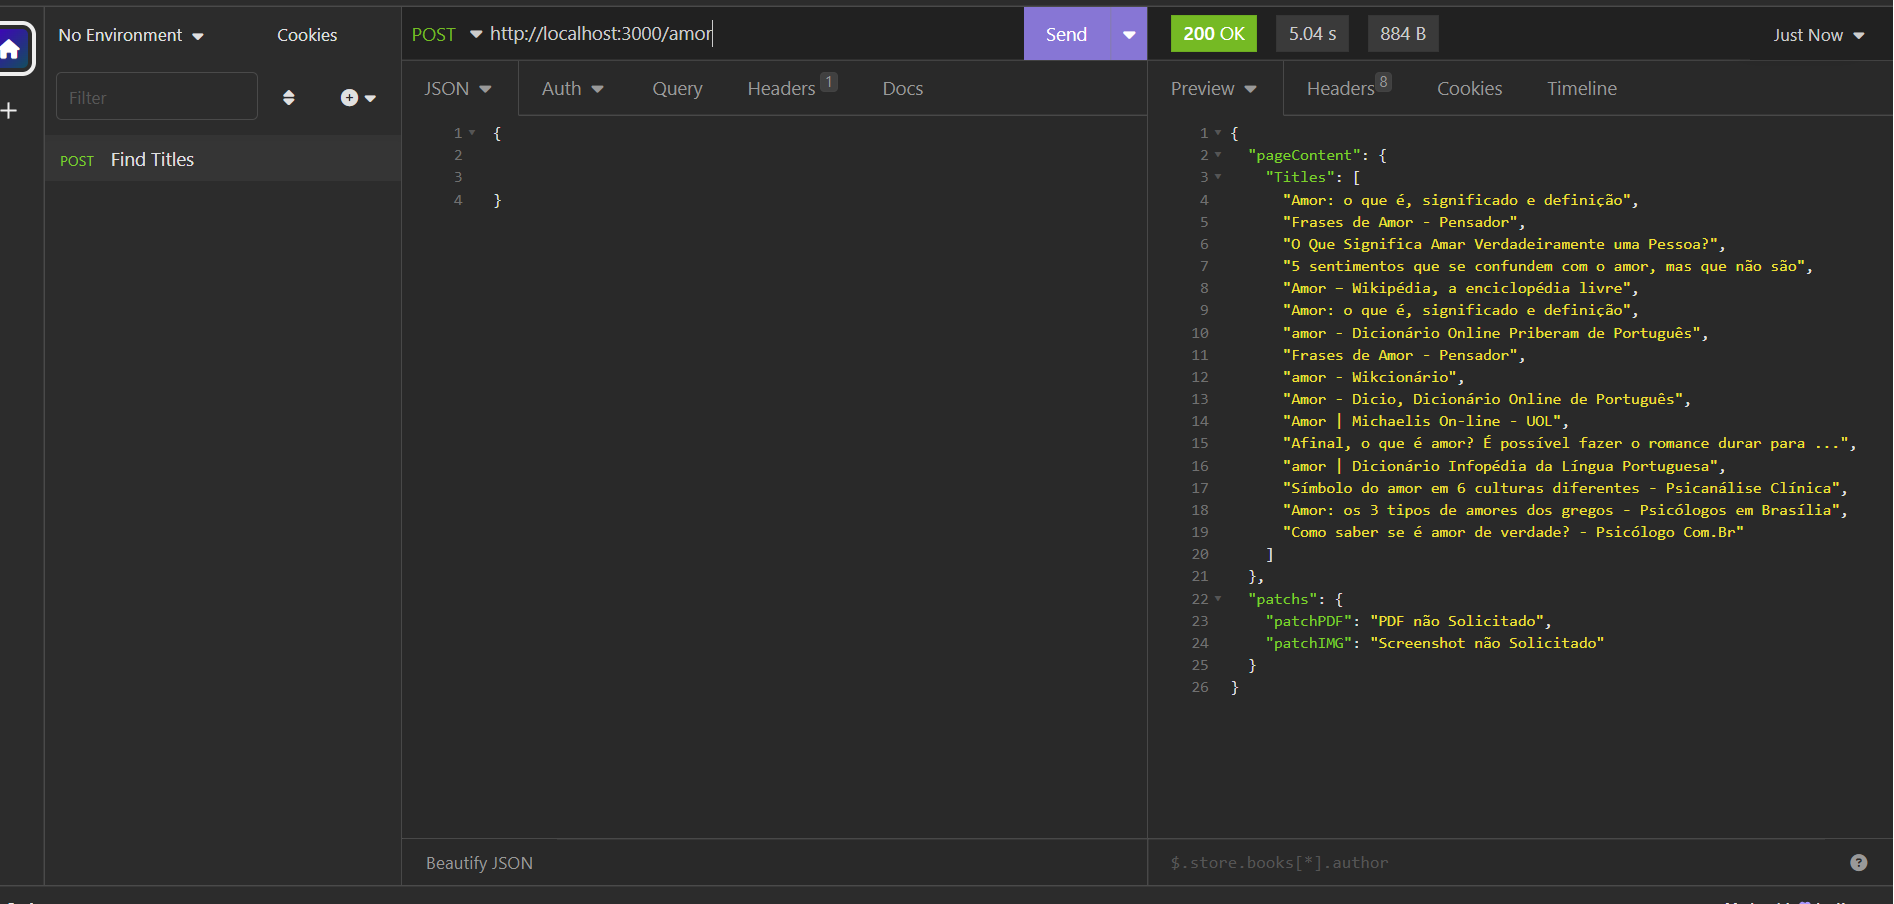 No Environment
Cookies
POST
http://localhost:3000/amor
Send
200 OK
5.04 s
884 B
Just Now
Filter
JSON
Auth
Query
Headers 1
Docs
Preview
Headers 8
Cookies
Timeline
POST Find Titles
1 {
2
3
4 }
1 {
2 "pageContent": {
3 "Titles": [
4 "Amor: o que é, significado e definição",
5 "Frases de Amor - Pensador",
6 "O Que Significa Amar Verdadeiramente uma Pessoa?",
7 "5 sentimentos que se confundem com o amor, mas que não são",
8 "Amor – Wikipédia, a enciclopédia livre",
9 "Amor: o que é, significado e definição",
10 "amor - Dicionário Online Priberam de Português",
11 "Frases de Amor - Pensador",
12 "amor - Wikcionário",
13 "Amor - Dicio, Dicionário Online de Português",
14 "Amor | Michaelis On-line - UOL",
15 "Afinal, o que é amor? É possível fazer o romance durar para ...",
16 "amor | Dicionário Infopédia da Língua Portuguesa",
17 "Símbolo do amor em 6 culturas diferentes - Psicanálise Clínica",
18 "Amor: os 3 tipos de amores dos gregos - Psicólogos em Brasília",
19 "Como saber se é amor de verdade? - Psicólogo Com.Br"
20 ]
21 },
22 "patchs": {
23 "patchPDF": "PDF não Solicitado",
24 "patchIMG": "Screenshot não Solicitado"
25 }
26 }
Beautify JSON
$.store.books[*].author